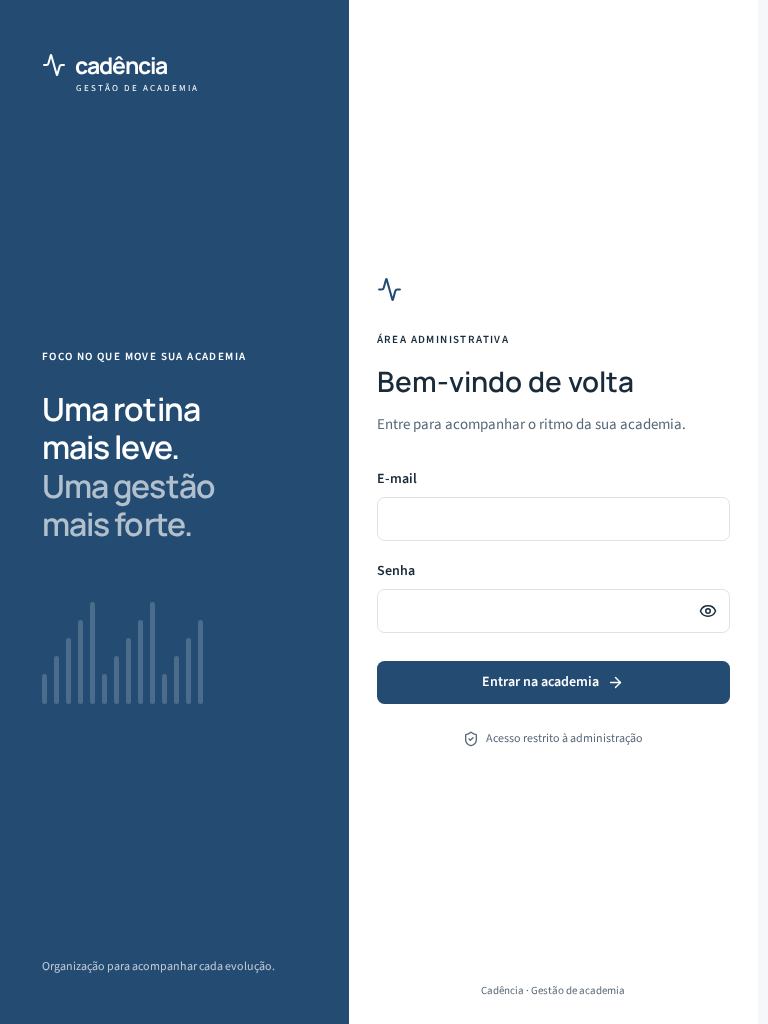 cadência
GESTÃO DE ACADEMIA
FOCO NO QUE MOVE SUA ACADEMIA
Uma rotina
mais leve.
Uma gestão
mais forte.
Organização para acompanhar cada evolução.
ÁREA ADMINISTRATIVA
Bem-vindo de volta
Entre para acompanhar o ritmo da sua academia.
E-mail
Senha
Entrar na academia
Acesso restrito à administração
Cadência · Gestão de academia